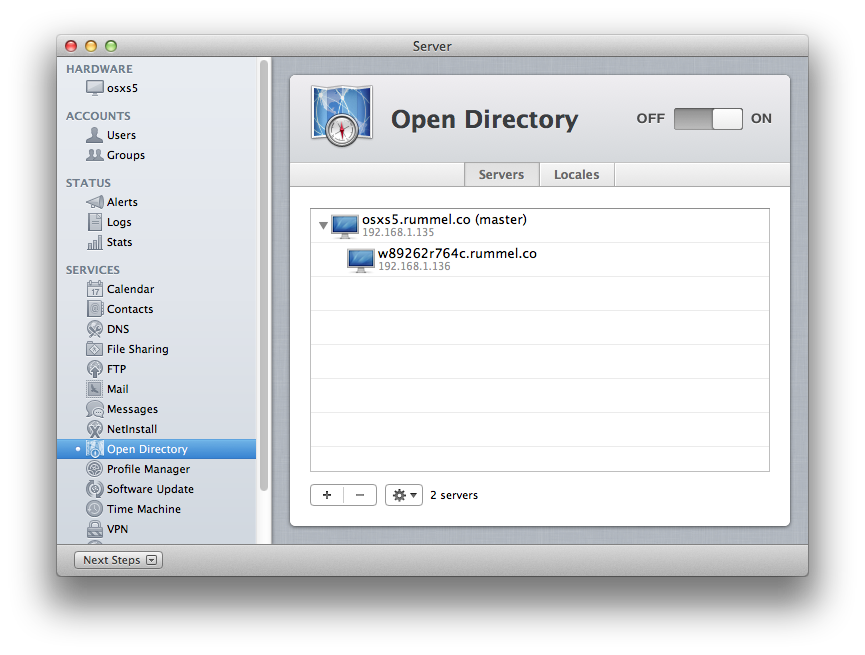 Server
HARDWARE
osxs5
ACCOUNTS
Users
Groups
STATUS
Alerts
Logs
Stats
SERVICES
17
Calendar
Contacts
DNS
File Sharing
FTP
Mail
Messages
NetInstall
Open Directory
Profile Manager
Software Update
Time Machine
VPN
Next Steps
Open Directory
OFF ON
Servers Locales
osxs5.rummel.co (master)
192.168.1.135
w89262r764c.rummel.co
192.168.1.136
2 servers